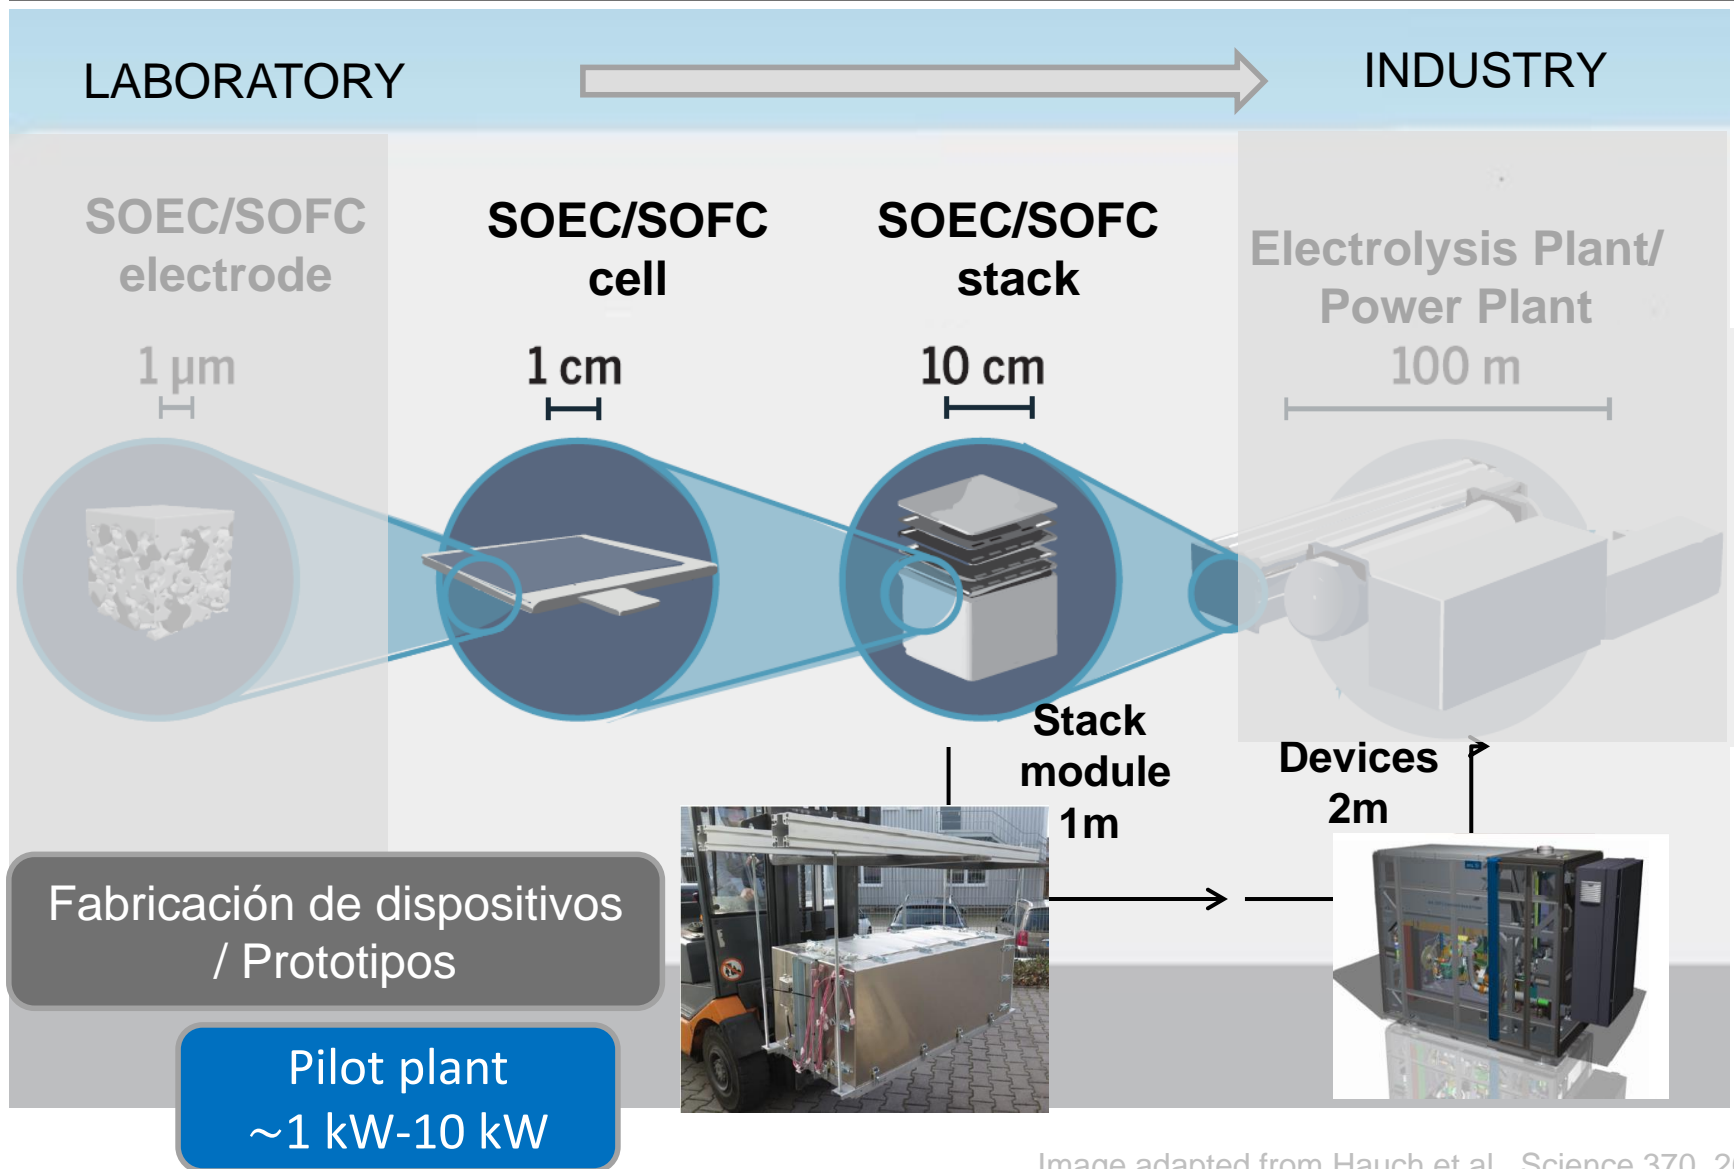 LABORATORY
INDUSTRY
SOEC/SOFC
electrode
SOEC/SOFC
cell
SOEC/SOFC
stack
Electrolysis Plant/
Power Plant
1 µm
1 cm
10 cm
100 m
Stack
module
1m
Devices
2m
Fabricación de dispositivos
/ Prototipos
Pilot plant
~1 kW-10 kW
Image adapted from Hauch et al., Science 370, 2